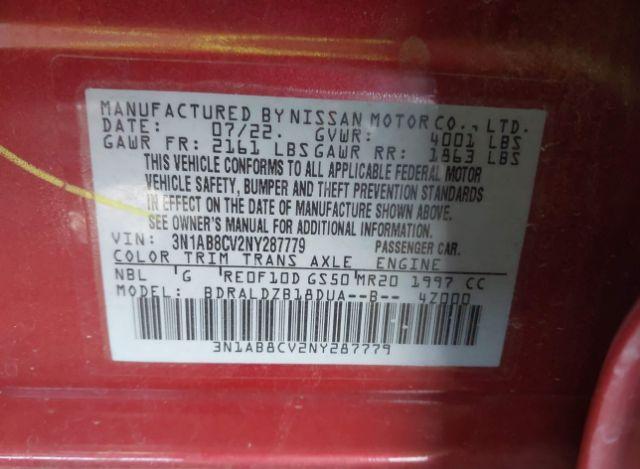 MANUFACTURED BY NISSAN MOTOR CO., LTD.
DATE: 07/22. GVWR: 4001 LBS
GAWR FR: 2161 LBS GAWR RR: 1863 LBS
THIS VEHICLE CONFORMS TO ALL APPLICABLE FEDERAL MOTOR
VEHICLE SAFETY, BUMPER AND THEFT PREVENTION STANDARDS
IN EFFECT ON THE DATE OF MANUFACTURE SHOWN ABOVE.
SEE OWNER'S MANUAL FOR ADDITIONAL INFORMATION.
VIN: 3N1AB8CV2NY287779 PASSENGER CAR.
COLOR TRIM TRANS AXLE ENGINE
NBL G RE0F10D GS50 MR20 1997 CC
MODEL: BDRALDZB18DUA--B-- 4Z000
3N1AB8CV2NY287779